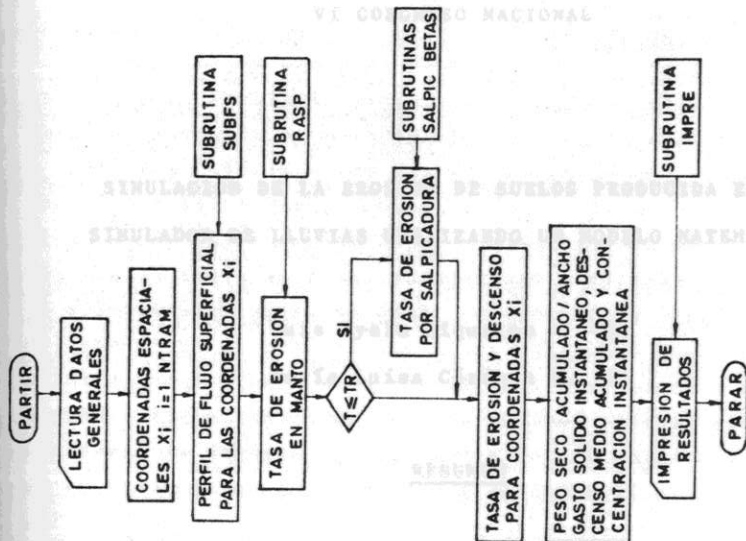 PARTIR
LECTURA DATOS
GENERALES
COORDENADAS ESPACIA-
LES Xi i=1 NTRAM
PERFIL DE FLUJO SUPERFICIAL
PARA LAS COORDENADAS Xi
SUBRUTINA
SUBFS
TASA DE EROSION
EN MANTO
SUBRUTINA
RASP
T≦TR
SI
TASA DE EROSION
POR SALPICADURA
SUBRUTINAS
SALPIC BETAS
TASA DE EROSION Y DESCENSO
PARA COORDENADAS Xi
PESO SECO ACUMULADO/ANCHO
GASTO SOLIDO INSTANTANEO, DES-
CENSO MEDIO ACUMULADO Y CON-
CENTRACION INSTANTANEA
IMPRESION DE
RESULTADOS
SUBRUTINA
IMPRE
PARAR
VI CONGRESO NACIONAL
SIMULACION DE LA EROSION DE SUELOS PRODUCIDA
SIMULADOR DE LLUVIAS UTILIZANDO UN MODELO